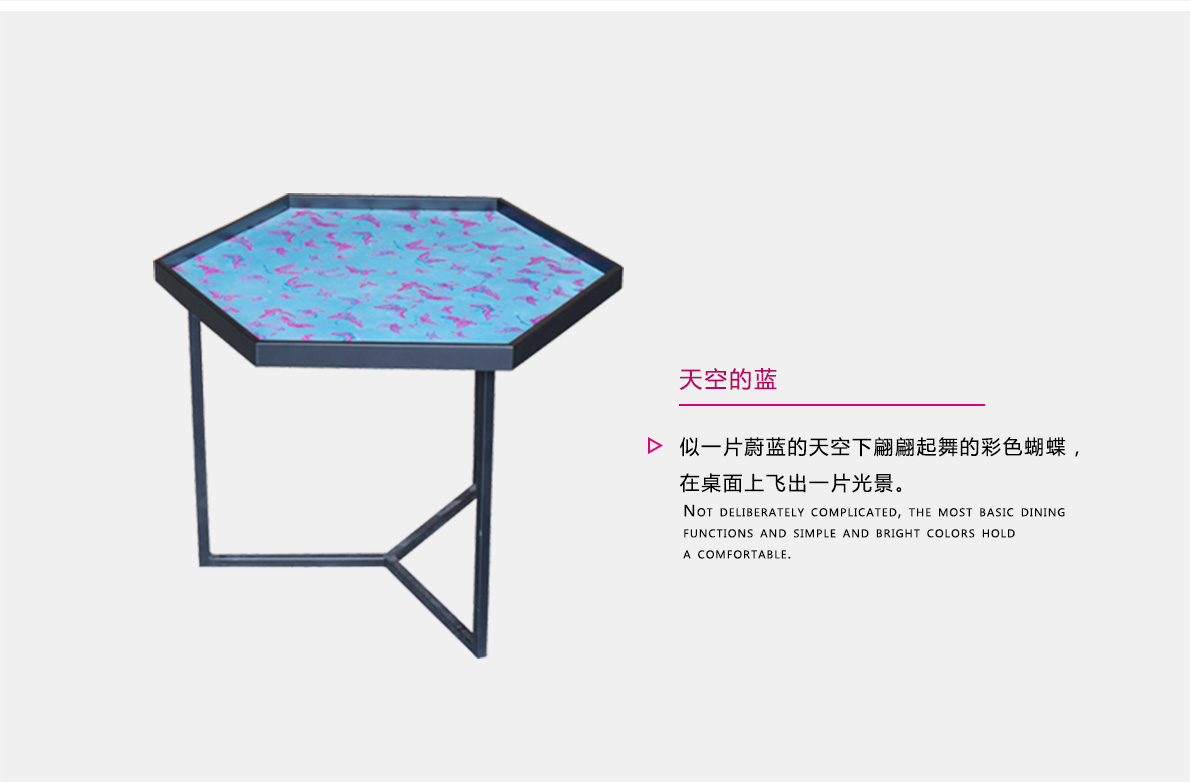 天空的蓝
似一片蔚蓝的天空下翩翩起舞的彩色蝴蝶，
在桌面上飞出一片光景。
Not deliberately complicated, the most basic dining
functions and simple and bright colors hold
a comfortable.